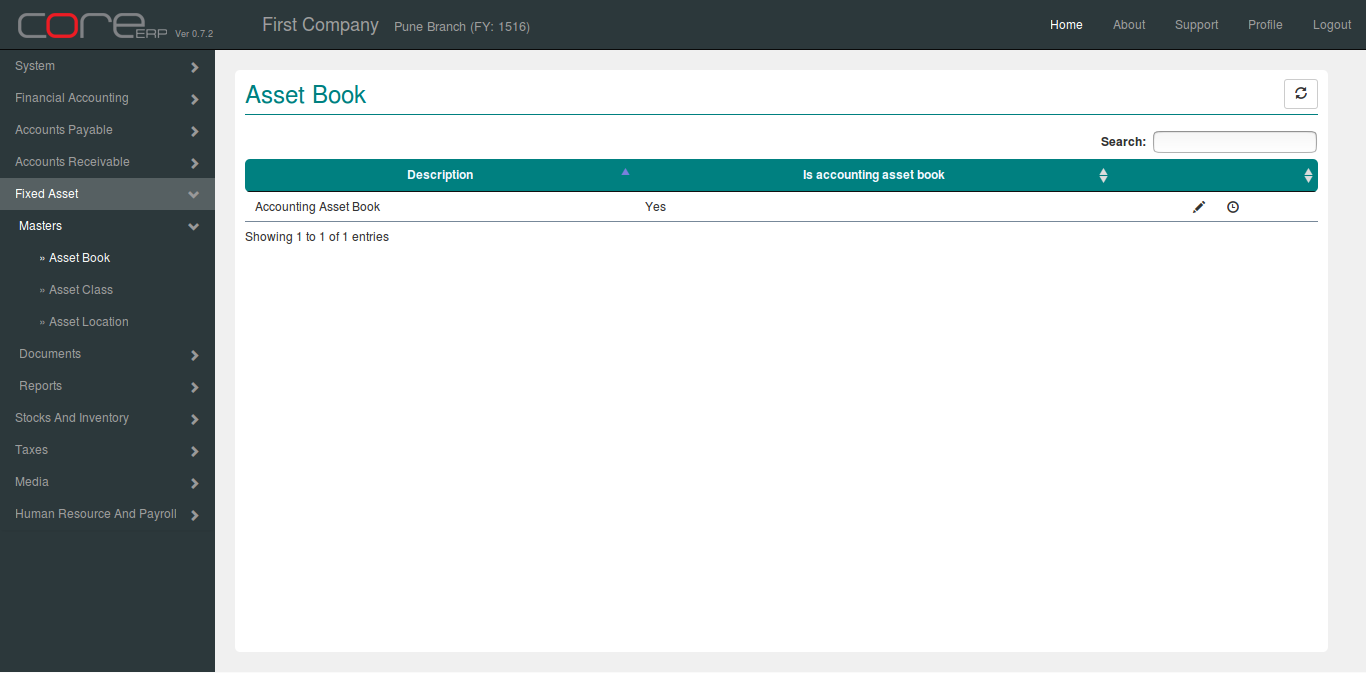 core ERP Ver 0.7.2
First Company Pune Branch (FY: 1516)
Home About Support Profile Logout
System
Financial Accounting
Accounts Payable
Accounts Receivable
Fixed Asset
Masters
» Asset Book
» Asset Class
» Asset Location
Documents
Reports
Stocks And Inventory
Taxes
Media
Human Resource And Payroll
Asset Book
Search:
Description Is accounting asset book
Accounting Asset Book Yes
Showing 1 to 1 of 1 entries